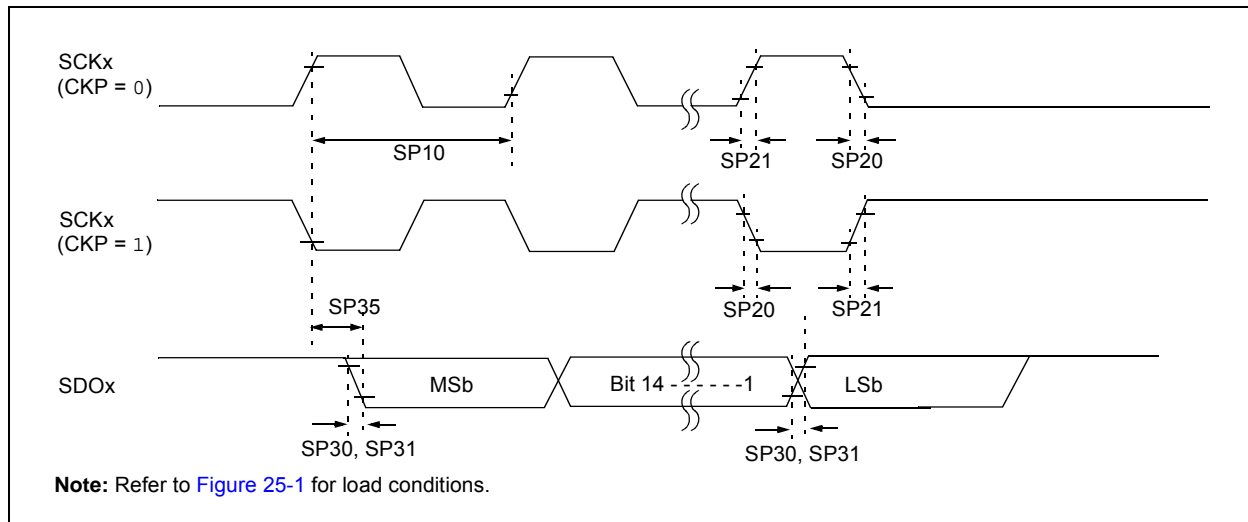 SCKx
(CKP = 0)
SP10
SP21
SP20
SCKx
(CKP = 1)
SP35
SP20
SP21
SDOx
MSb
Bit 14 - - - - - -1
LSb
SP30, SP31
SP30, SP31
Note: Refer to Figure 25-1 for load conditions.